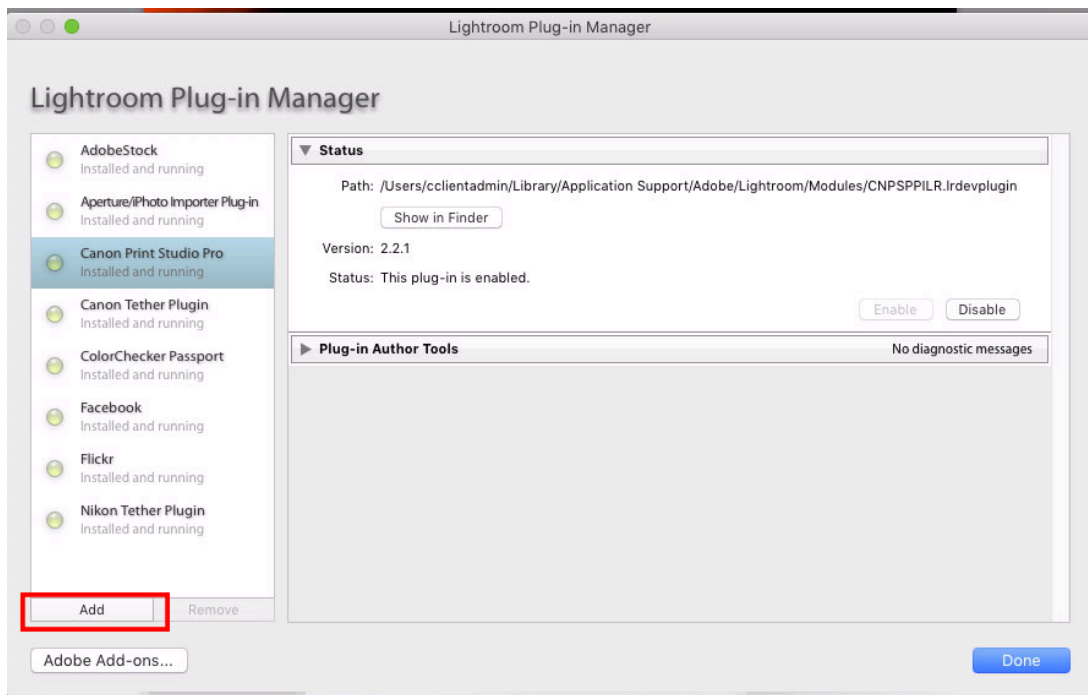 Lightroom Plug-in Manager
Lightroom Plug-in Manager
AdobeStock
Installed and running
Aperture/iPhoto Importer Plug-in
Installed and running
Canon Print Studio Pro
Installed and running
Canon Tether Plugin
Installed and running
ColorChecker Passport
Installed and running
Facebook
Installed and running
Flickr
Installed and running
Nikon Tether Plugin
Installed and running
Add Remove
Adobe Add-ons...
Status
Path: /Users/cclientadmin/Library/Application Support/Adobe/Lightroom/Modules/CNPSPPILR.lrdevplugin
Show in Finder
Version: 2.2.1
Status: This plug-in is enabled.
Enable Disable
Plug-in Author Tools No diagnostic messages
Done